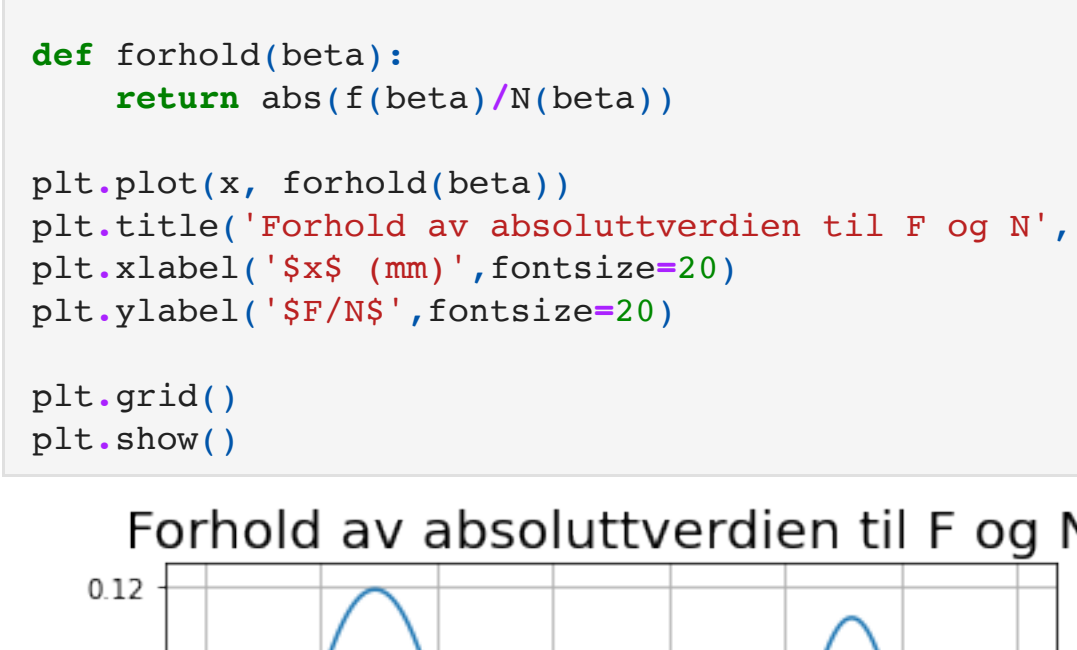 def forhold(beta):
    return abs(f(beta)/N(beta))
plt.plot(x, forhold(beta))
plt.title('Forhold av absoluttverdien til F og N',
plt.xlabel('$x$ (mm)',fontsize=20)
plt.ylabel('$F/N$',fontsize=20)
plt.grid()
plt.show()
Forhold av absoluttverdien til F og N
0.12